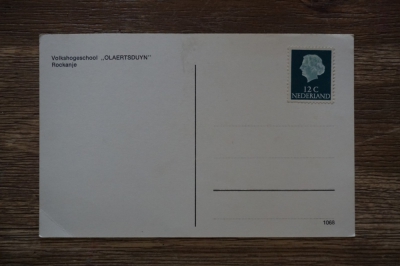 Volkshogeschool „OLAERTSDUYN"
Rockanje
12 C
NEDERLAND
1066